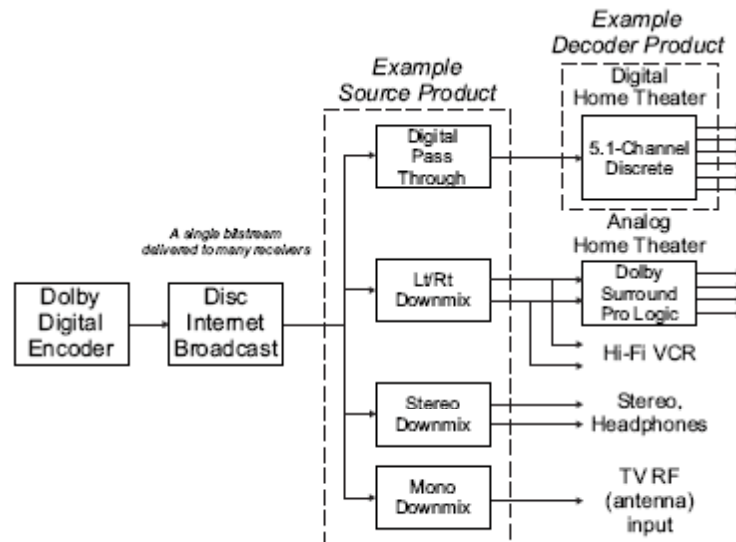 Example
Decoder Product
Example
Source Product
Digital
Home Theater
Digital
Pass
Through
5.1-Channel
Discrete
A single bitstream
delivered to many receivers
Analog
Home Theater
Dolby
Digital
Encoder
Disc
Internet
Broadcast
Lt/Rt
Downmix
Dolby
Surround
Pro Logic
Hi-Fi VCR
Stereo
Downmix
Stereo,
Headphones
Mono
Downmix
TV RF
(antenna)
input